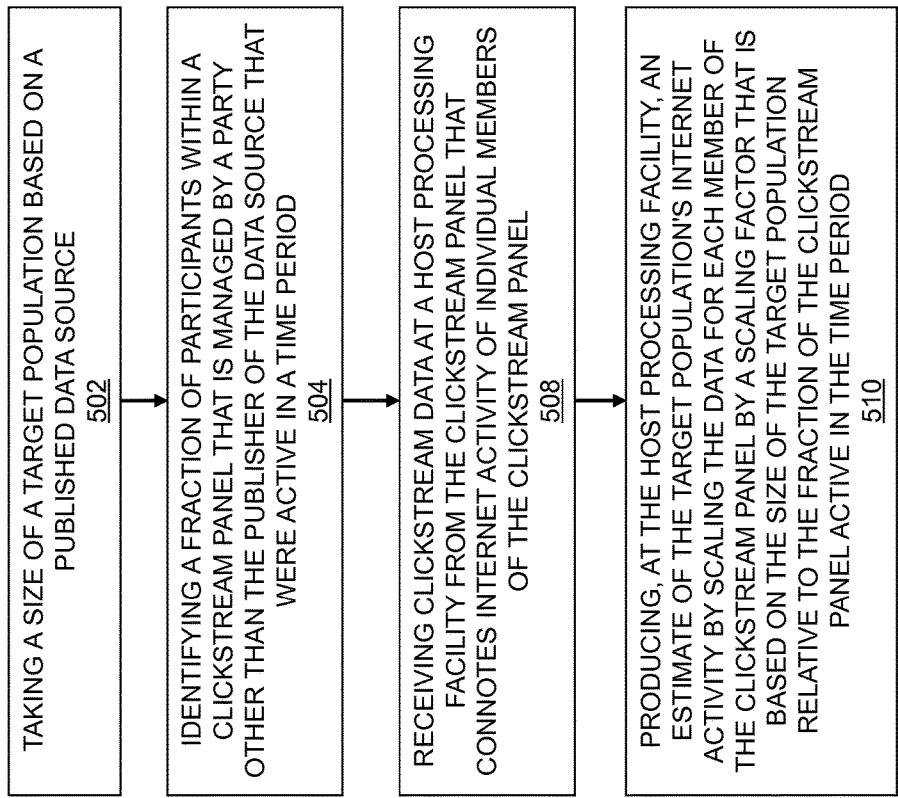 TAKING A SIZE OF A TARGET POPULATION BASED ON A
PUBLISHED DATA SOURCE
502
IDENTIFYING A FRACTION OF PARTICIPANTS WITHIN A
CLICKSTREAM PANEL THAT IS MANAGED BY A PARTY
OTHER THAN THE PUBLISHER OF THE DATA SOURCE THAT
WERE ACTIVE IN A TIME PERIOD
504
RECEIVING CLICKSTREAM DATA AT A HOST PROCESSING
FACILITY FROM THE CLICKSTREAM PANEL THAT
CONNOTES INTERNET ACTIVITY OF INDIVIDUAL MEMBERS
OF THE CLICKSTREAM PANEL
508
PRODUCING, AT THE HOST PROCESSING FACILITY, AN
ESTIMATE OF THE TARGET POPULATION'S INTERNET
ACTIVITY BY SCALING THE DATA FOR EACH MEMBER OF
THE CLICKSTREAM PANEL BY A SCALING FACTOR THAT IS
BASED ON THE SIZE OF THE TARGET POPULATION
RELATIVE TO THE FRACTION OF THE CLICKSTREAM
PANEL ACTIVE IN THE TIME PERIOD
510